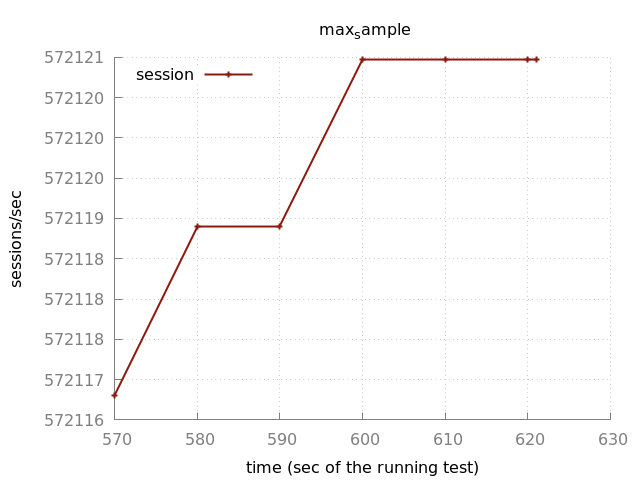 max_sample
572121
session
572120
572120
572120
572119
572118
572118
572118
572117
572116
sessions/sec
570 580 590 600 610 620 630
time (sec of the running test)